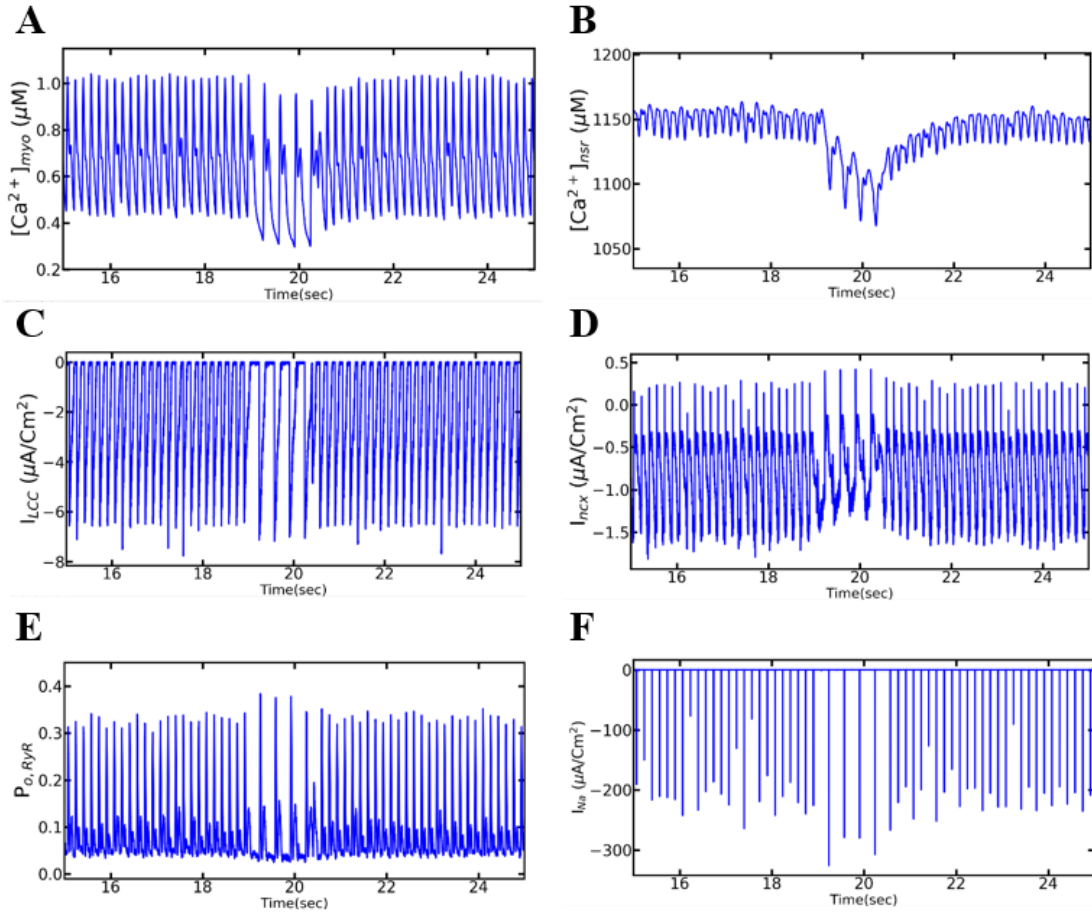 A
B
1.0
0.8
0.6
0.4
0.2
[Ca²⁺]myo (μM)
16 18 20 22 24
Time(sec)
1200
1150
1100
1050
[Ca²⁺]nsr (μM)
16 18 20 22 24
Time(sec)
C
D
0
−2
−4
−6
−8
I_LCC (μA/Cm²)
16 18 20 22 24
Time(sec)
0.5
0.0
−0.5
−1.0
−1.5
I_ncx (μA/Cm²)
16 18 20 22 24
Time(sec)
E
F
0.4
0.3
0.2
0.1
0.0
P_o,RyR
16 18 20 22 24
Time(sec)
0
−100
−200
−300
I_Na (μA/Cm²)
16 18 20 22 24
Time(sec)